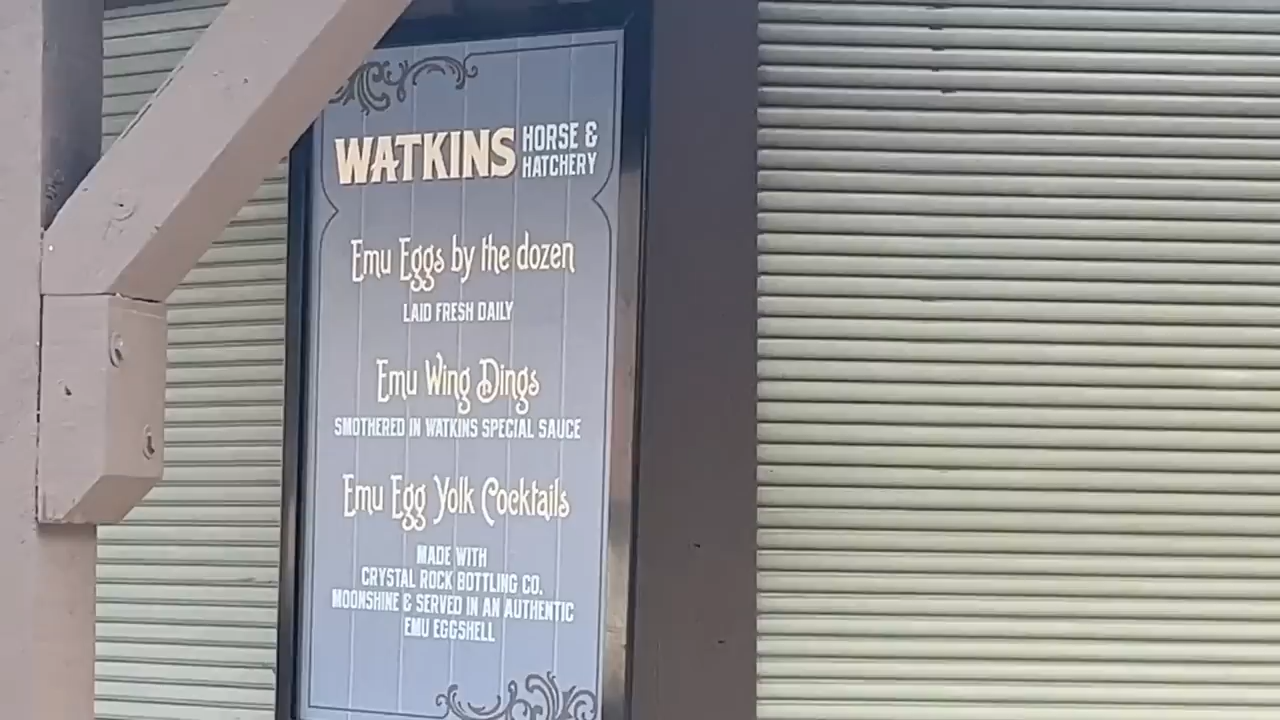 WATKINS HORSE &
HATCHERY
Emu Eggs by the dozen
LAID FRESH DAILY
Emu Wing Dings
SMOTHERED IN WATKINS SPECIAL SAUCE
Emu Egg Yolk Cocktails
MADE WITH
CRYSTAL ROCK BOTTLING CO.
MOONSHINE & SERVED IN AN AUTHENTIC
EMU EGGSHELL